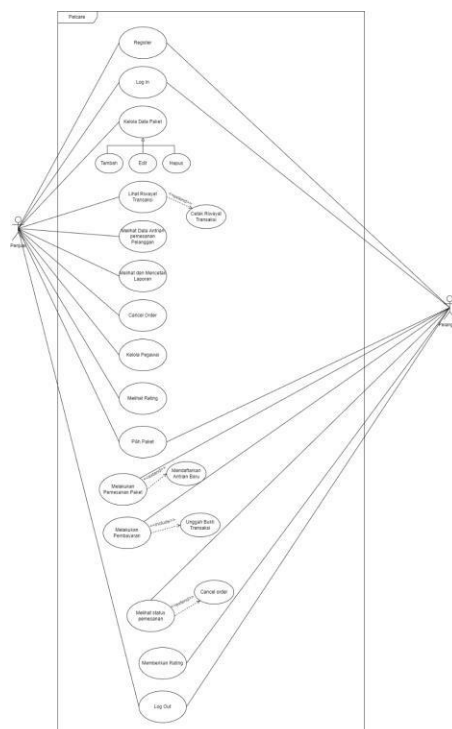 Petcare
Register
Log In
Kelola Data Paket
Tambah
Edit
Hapus
Lihat Riwayat
Transaksi
Cetak Riwayat
Transaksi
Melihat Data Antrian
pemesanan
Pelanggan
Melihat dan Mencatat
Laporan
Cancel Order
Kelola Pegawai
Melihat Rating
Pilih Paket
Melakukan
Pemesanan Paket
Mendaftarkan
Antrian Baru
Melakukan
Pembayaran
<<include>>
Unggah Bukti
Transaksi
Melihat status
pemesanan
Cancel order
Memberikan Rating
Log Out